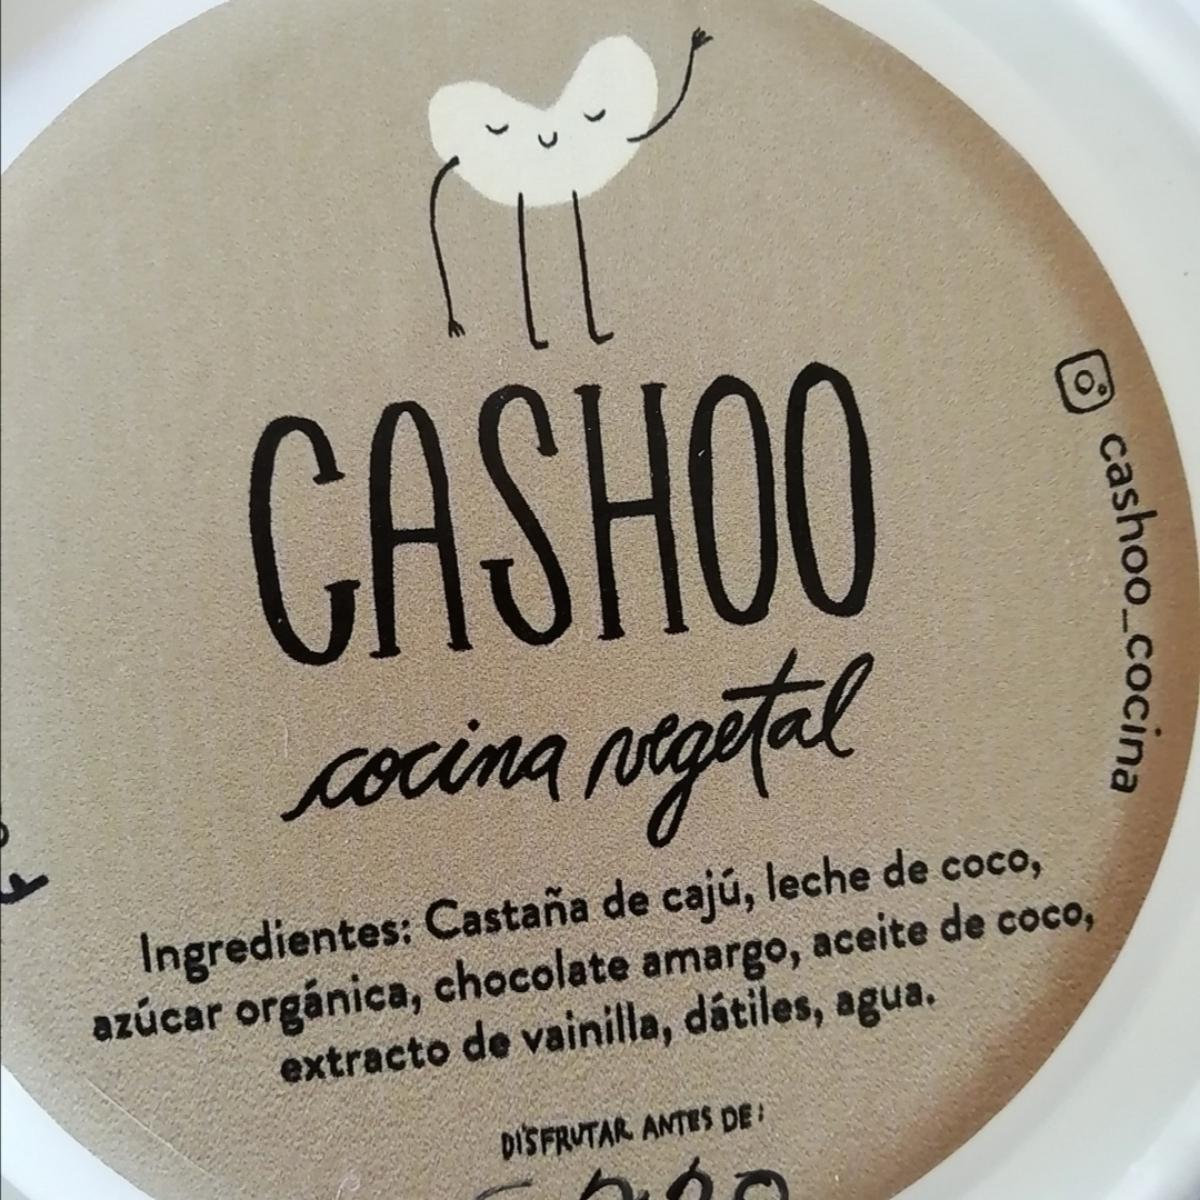 CASHOO
cocina vegetal
cashoo_cocina
Ingredientes: Castaña de cajú, leche de coco,
azúcar orgánica, chocolate amargo, aceite de coco,
extracto de vainilla, dátiles, agua.
DISFRUTAR ANTES DE: